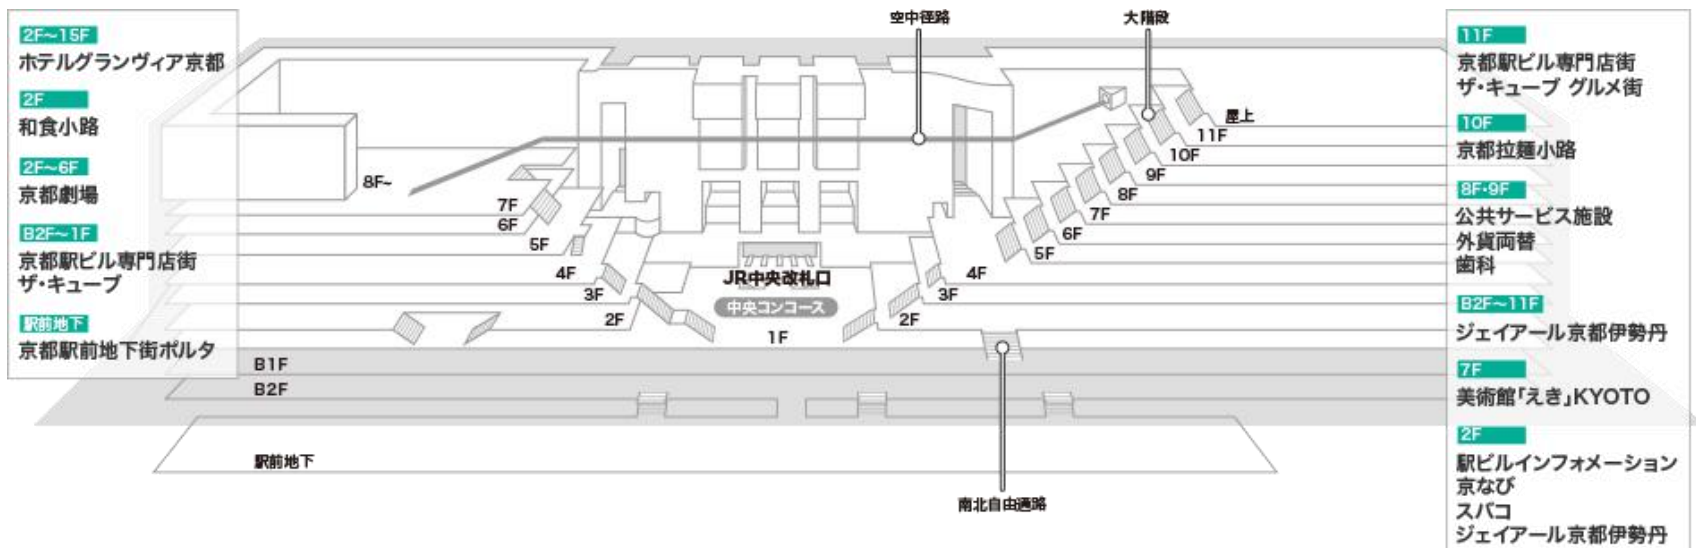 2F～15F
ホテルグランヴィア京都
2F
和食小路
2F～6F
京都劇場
B2F～1F
京都駅ビル専門店街
ザ・キューブ
駅前地下
京都駅前地下街ポルタ
空中径路
大階段
8F~
7F
6F
5F
4F
3F
2F
JR中央改札口
中央コンコース
1F
屋上
11F
10F
9F
8F
7F
6F
5F
4F
3F
2F
B1F
B2F
駅前地下
南北自由通路
11F
京都駅ビル専門店街
ザ・キューブ グルメ街
10F
京都拉麺小路
8F・9F
公共サービス施設
外貨両替
歯科
B2F～11F
ジェイアール京都伊勢丹
7F
美術館「えき」KYOTO
2F
駅ビルインフォメーション
京なび
スバコ
ジェイアール京都伊勢丹